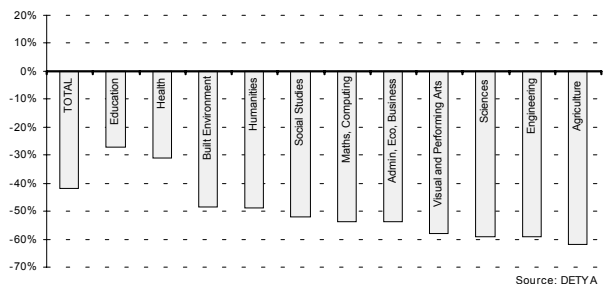 20%
10%
0%
-10%
-20%
-30%
-40%
-50%
-60%
-70%
TOTAL
Education
Health
Built Environment
Humanities
Social Studies
Maths, Computing
Admin, Eco, Business
Visual and Performing Arts
Sciences
Engineering
Agriculture
Source: DETYA